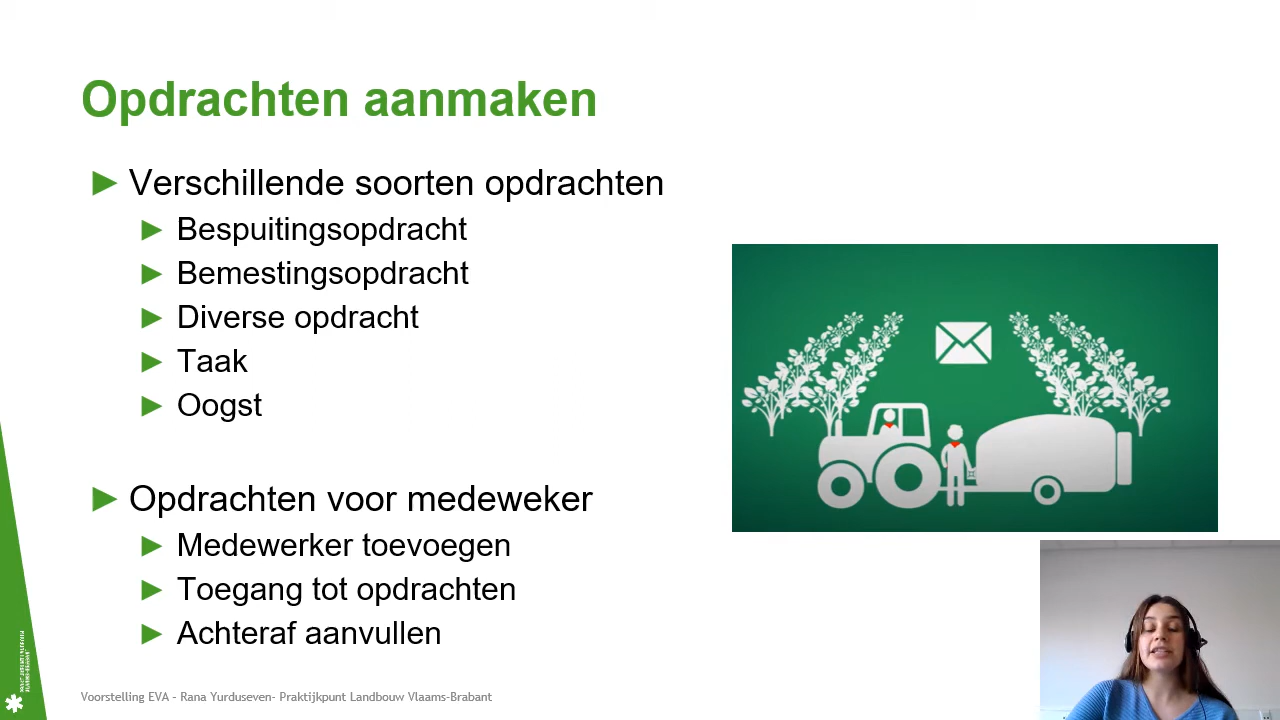 Opdrachten aanmaken
► Verschillende soorten opdrachten
► Bespuitingsopdracht
► Bemestingsopdracht
► Diverse opdracht
► Taak
► Oogst
► Opdrachten voor medeweker
► Medewerker toevoegen
► Toegang tot opdrachten
► Achteraf aanvullen
Voorstelling EVA – Rana Yurduseven- Praktijkpunt Landbouw Vlaams-Brabant